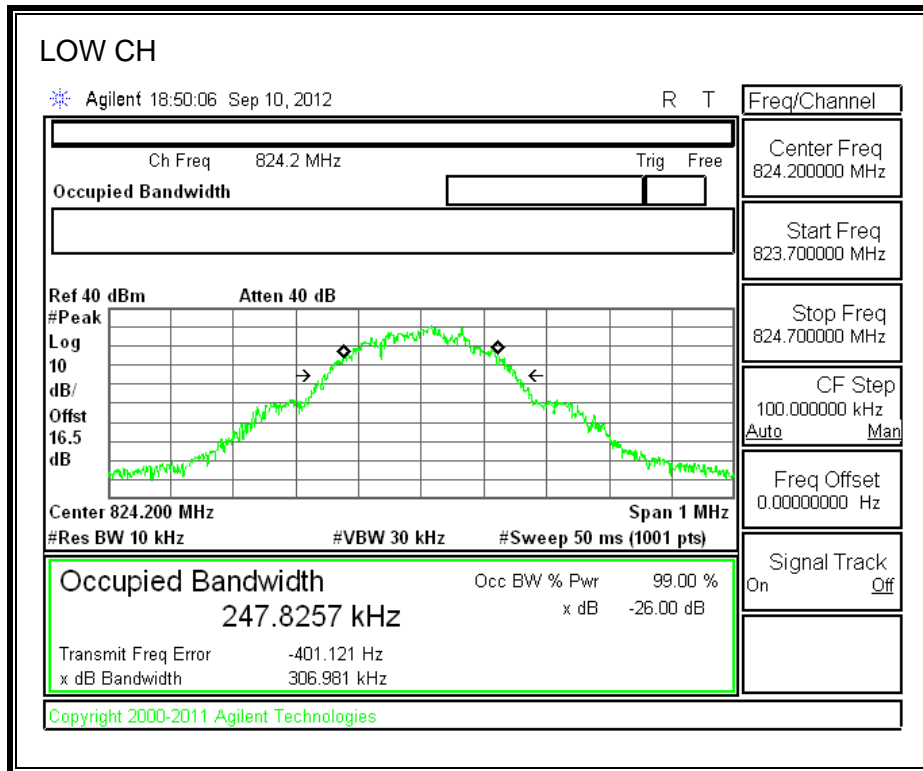 LOW CH
Agilent 18:50:06 Sep 10, 2012 R T
Freq/Channel
Ch Freq 824.2 MHz Trig Free
Occupied Bandwidth
Center Freq
824.200000 MHz
Start Freq
823.700000 MHz
Stop Freq
824.700000 MHz
CF Step
100.000000 kHz
Auto Man
Freq Offset
0.00000000 Hz
Signal Track
On Off
Ref 40 dBm Atten 40 dB
#Peak
Log
10
dB/
Offst
16.5
dB
Center 824.200 MHz Span 1 MHz
#Res BW 10 kHz #VBW 30 kHz #Sweep 50 ms (1001 pts)
Occupied Bandwidth Occ BW % Pwr 99.00 %
247.8257 kHz x dB -26.00 dB
Transmit Freq Error -401.121 Hz
x dB Bandwidth 306.981 kHz
Copyright 2000-2011 Agilent Technologies